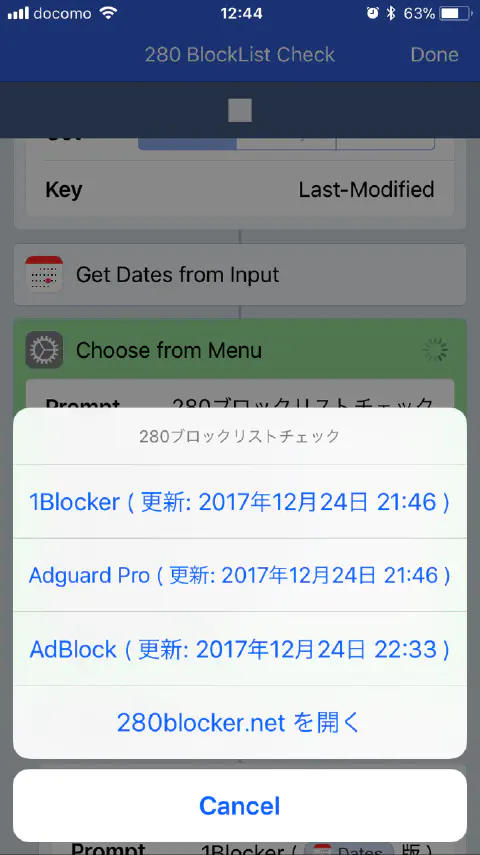 docomo 12:44 63%
280 BlockList Check Done
Key Last-Modified
Get Dates from Input
Choose from Menu
Prompt 280ブロックリストチェック
280ブロックリストチェック
1Blocker ( 更新: 2017年12月24日 21:46 )
Adguard Pro ( 更新: 2017年12月24日 21:46 )
AdBlock ( 更新: 2017年12月24日 22:33 )
280blocker.net を開く
Cancel
Prompt 1Blocker ( Dates 版 )